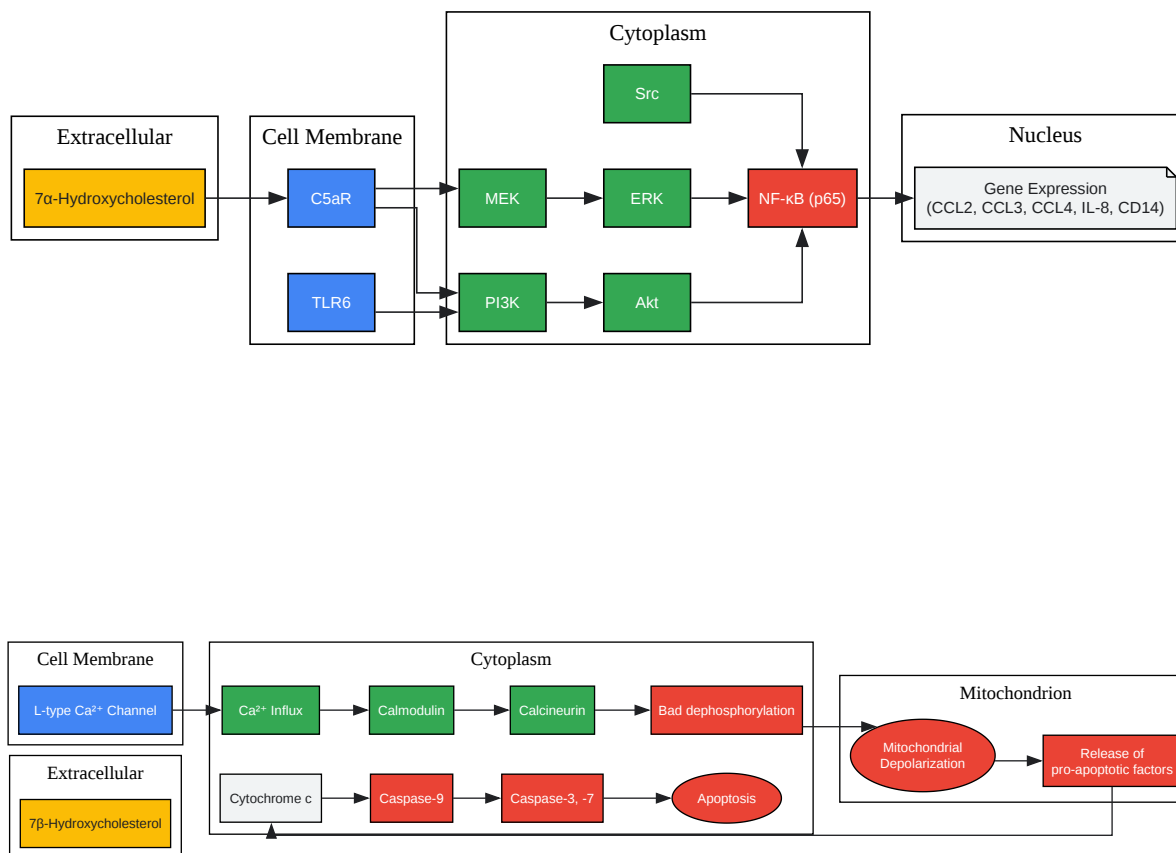 Cytoplasm
Src
Extracellular
Cell Membrane
Nucleus
7α-Hydroxycholesterol
C5aR
MEK
ERK
NF-κB (p65)
Gene Expression
(CCL2, CCL3, CCL4, IL-8, CD14)
TLR6
PI3K
Akt
Cell Membrane
Cytoplasm
Mitochondrion
L-type Ca²⁺ Channel
Ca²⁺ Influx
Calmodulin
Calcineurin
Bad dephosphorylation
Mitochondrial
Depolarization
Release of
pro-apoptotic factors
Extracellular
7β-Hydroxycholesterol
Cytochrome c
Caspase-9
Caspase-3, -7
Apoptosis